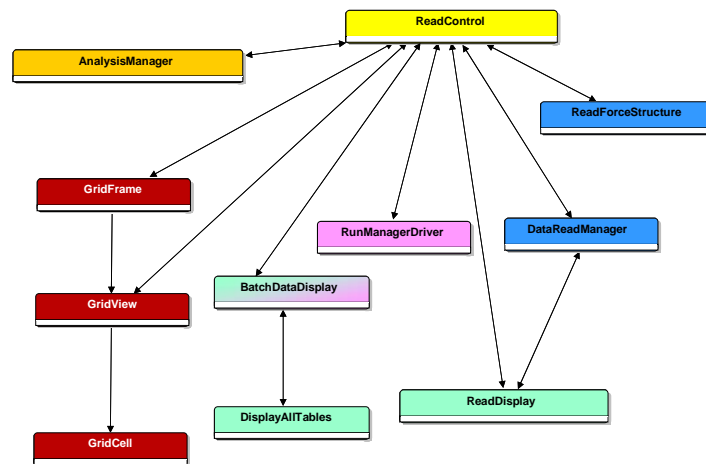 ReadControl
AnalysisManager
ReadForceStructure
GridFrame
RunManagerDriver
DataReadManager
BatchDataDisplay
GridView
ReadDisplay
DisplayAllTables
GridCell